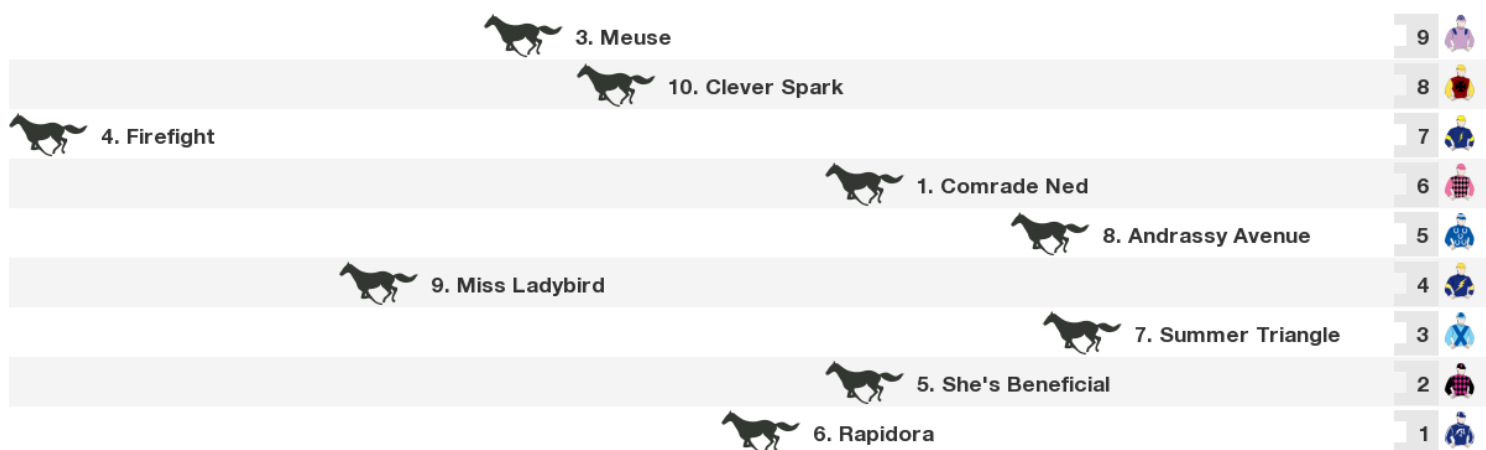 3. Meuse 9
10. Clever Spark 8
4. Firefight 7
1. Comrade Ned 6
8. Andrassy Avenue 5
9. Miss Ladybird 4
7. Summer Triangle 3
5. She's Beneficial 2
6. Rapidora 1